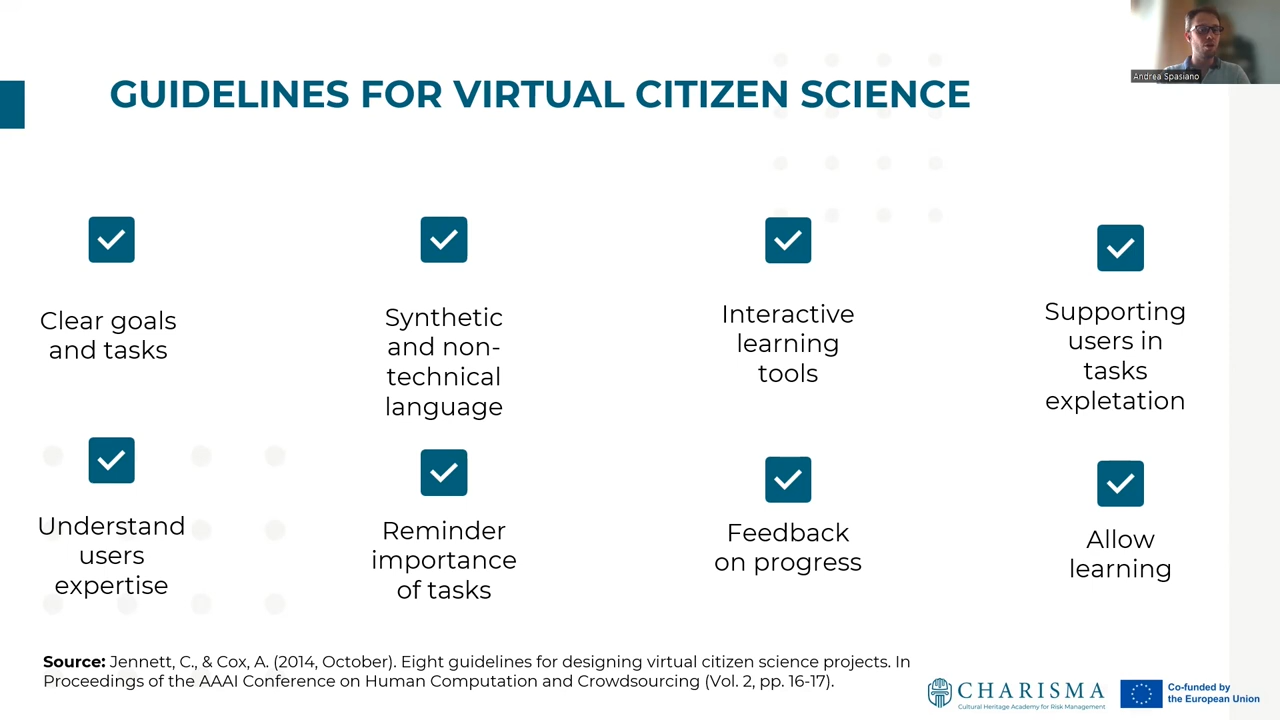 Andrea Spasiano
GUIDELINES FOR VIRTUAL CITIZEN SCIENCE
Clear goals
and tasks
Synthetic
and non-
technical
language
Interactive
learning
tools
Supporting
users in
tasks
expletation
Understand
users
expertise
Reminder
importance
of tasks
Feedback
on progress
Allow
learning
Source: Jennett, C., & Cox, A. (2014, October). Eight guidelines for designing virtual citizen science projects. In
Proceedings of the AAAI Conference on Human Computation and Crowdsourcing (Vol. 2, pp. 16-17).
CHARISMA
Cultural Heritage Academy for Risk Management
Co-funded by
the European Union